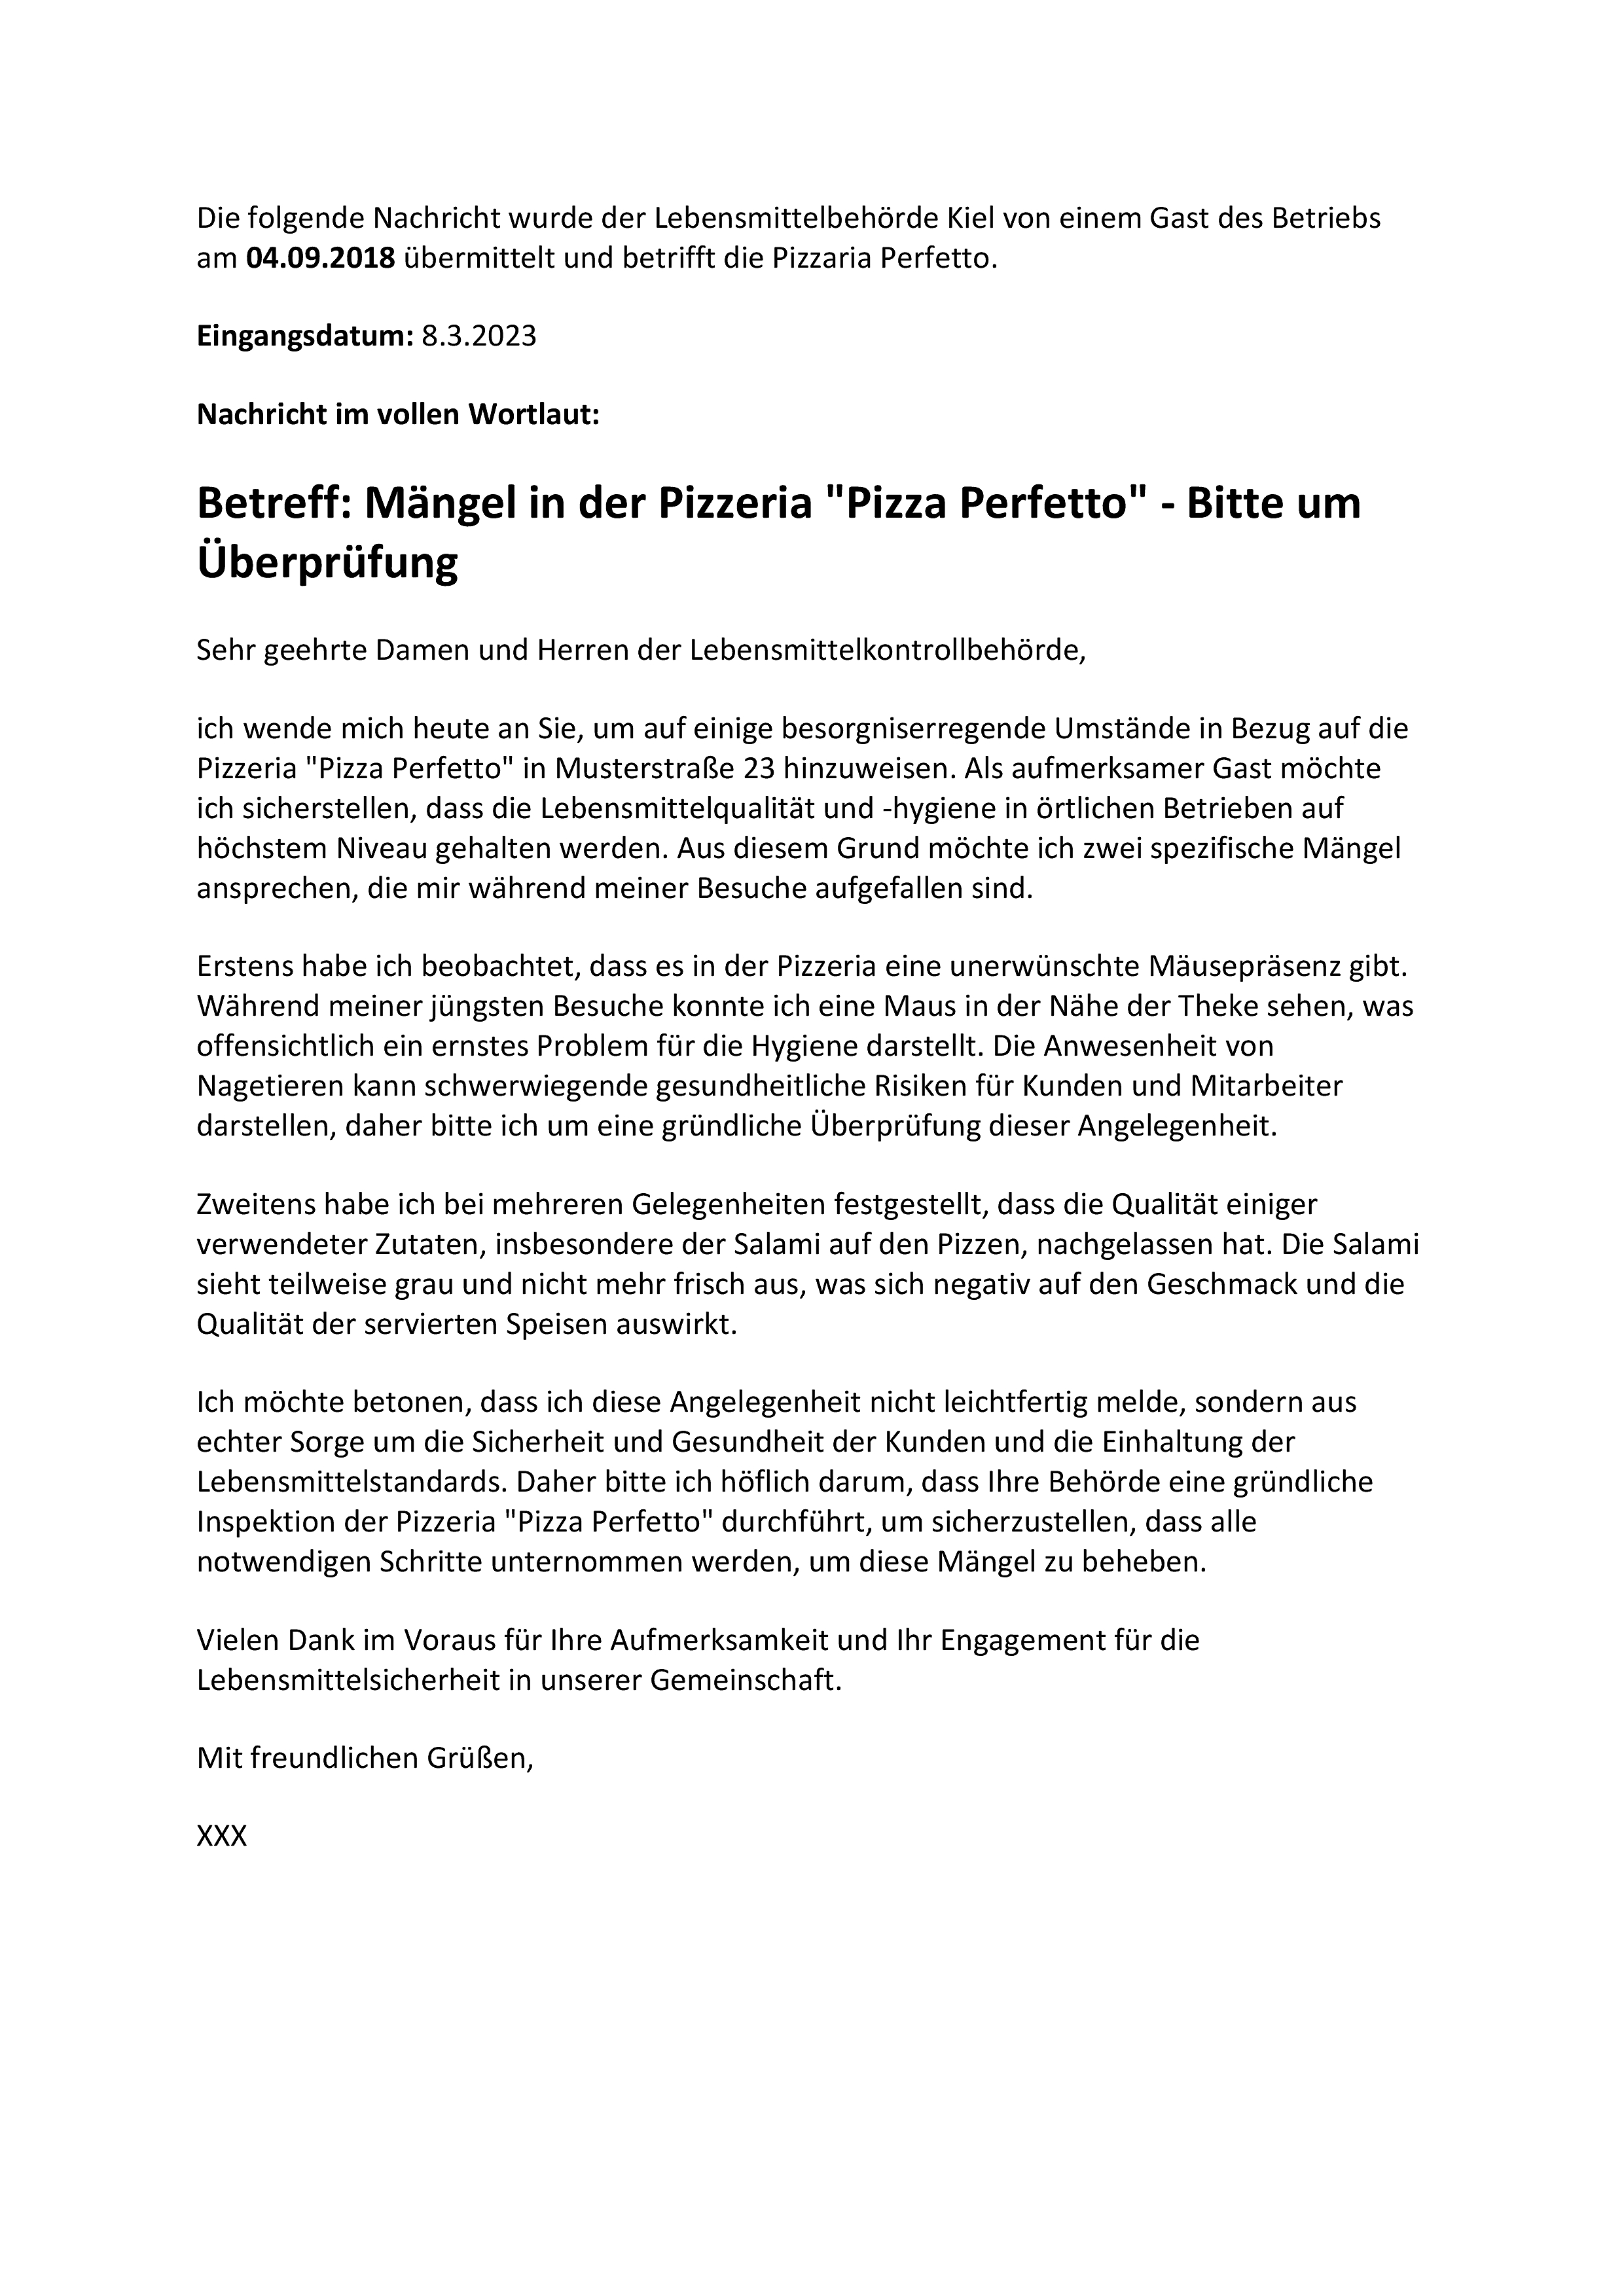 Die folgende Nachricht wurde der Lebensmittelbehörde Kiel von einem Gast des Betriebs
am 04.09.2018 übermittelt und betrifft die Pizzaria Perfetto.
Eingangsdatum: 8.3.2023
Nachricht im vollen Wortlaut:
Betreff: Mängel in der Pizzeria "Pizza Perfetto" - Bitte um
Überprüfung
Sehr geehrte Damen und Herren der Lebensmittelkontrollbehörde,
ich wende mich heute an Sie, um auf einige besorgniserregende Umstände in Bezug auf die
Pizzeria "Pizza Perfetto" in Musterstraße 23 hinzuweisen. Als aufmerksamer Gast möchte
ich sicherstellen, dass die Lebensmittelqualität und -hygiene in örtlichen Betrieben auf
höchstem Niveau gehalten werden. Aus diesem Grund möchte ich zwei spezifische Mängel
ansprechen, die mir während meiner Besuche aufgefallen sind.
Erstens habe ich beobachtet, dass es in der Pizzeria eine unerwünschte Mäusepräsenz gibt.
Während meiner jüngsten Besuche konnte ich eine Maus in der Nähe der Theke sehen, was
offensichtlich ein ernstes Problem für die Hygiene darstellt. Die Anwesenheit von
Nagetieren kann schwerwiegende gesundheitliche Risiken für Kunden und Mitarbeiter
darstellen, daher bitte ich um eine gründliche Überprüfung dieser Angelegenheit.
Zweitens habe ich bei mehreren Gelegenheiten festgestellt, dass die Qualität einiger
verwendeter Zutaten, insbesondere der Salami auf den Pizzen, nachgelassen hat. Die Salami
sieht teilweise grau und nicht mehr frisch aus, was sich negativ auf den Geschmack und die
Qualität der servierten Speisen auswirkt.
Ich möchte betonen, dass ich diese Angelegenheit nicht leichtfertig melde, sondern aus
echter Sorge um die Sicherheit und Gesundheit der Kunden und die Einhaltung der
Lebensmittelstandards. Daher bitte ich höflich darum, dass Ihre Behörde eine gründliche
Inspektion der Pizzeria "Pizza Perfetto" durchführt, um sicherzustellen, dass alle
notwendigen Schritte unternommen werden, um diese Mängel zu beheben.
Vielen Dank im Voraus für Ihre Aufmerksamkeit und Ihr Engagement für die
Lebensmittelsicherheit in unserer Gemeinschaft.
Mit freundlichen Grüßen,
XXX